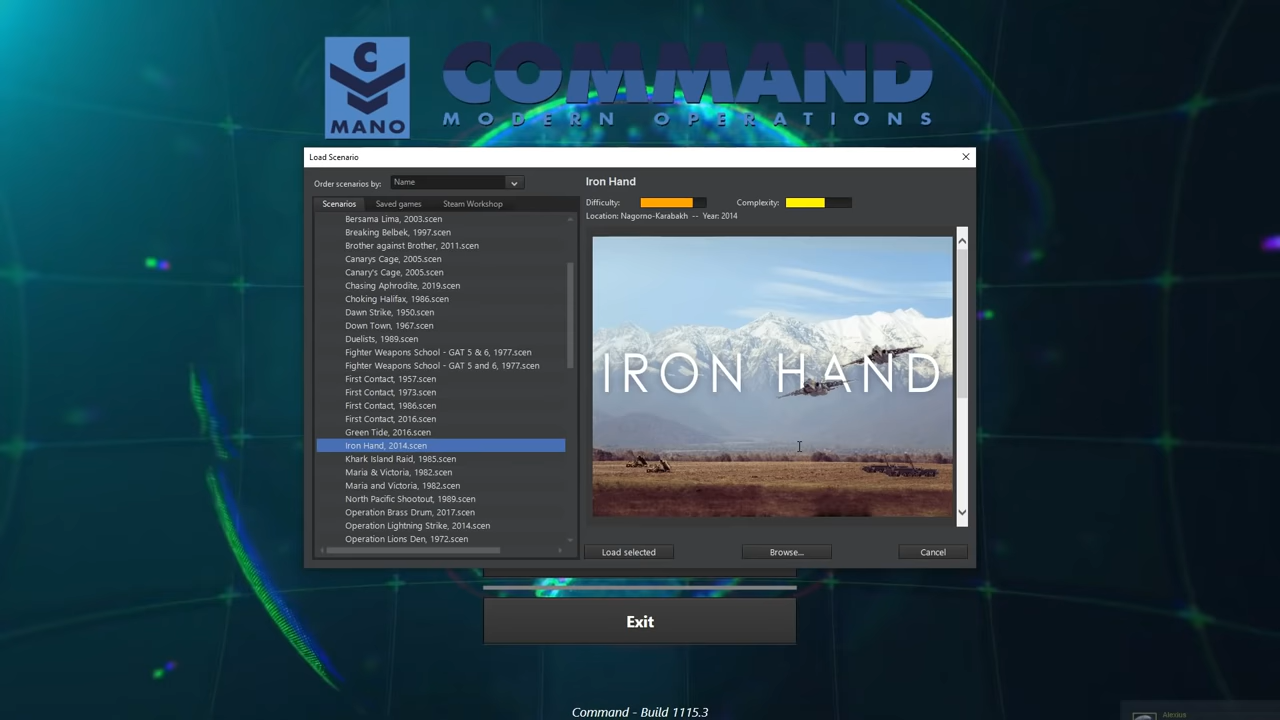 C
MANO
COMMAND
MODERN OPERATIONS
Load Scenario
Order scenarios by:
Name
Scenarios
Saved games
Steam Workshop
Bersama Lima, 2003.scen
Breaking Belbek, 1997.scen
Brother against Brother, 2011.scen
Canarys Cage, 2005.scen
Canary's Cage, 2005.scen
Chasing Aphrodite, 2019.scen
Choking Halifax, 1986.scen
Dawn Strike, 1950.scen
Down Town, 1967.scen
Duelists, 1989.scen
Fighter Weapons School - GAT 5 & 6, 1977.scen
Fighter Weapons School - GAT 5 and 6, 1977.scen
First Contact, 1957.scen
First Contact, 1973.scen
First Contact, 1986.scen
First Contact, 2016.scen
Green Tide, 2016.scen
Iron Hand, 2014.scen
Khark Island Raid, 1985.scen
Maria & Victoria, 1982.scen
Maria and Victoria, 1982.scen
North Pacific Shootout, 1989.scen
Operation Brass Drum, 2017.scen
Operation Lightning Strike, 2014.scen
Operation Lions Den, 1972.scen
Iron Hand
Difficulty:
Complexity:
Location: Nagorno-Karabakh -- Year: 2014
IRON HAND
Load selected
Browse...
Cancel
Exit
Command - Build 1115.3
Alexius